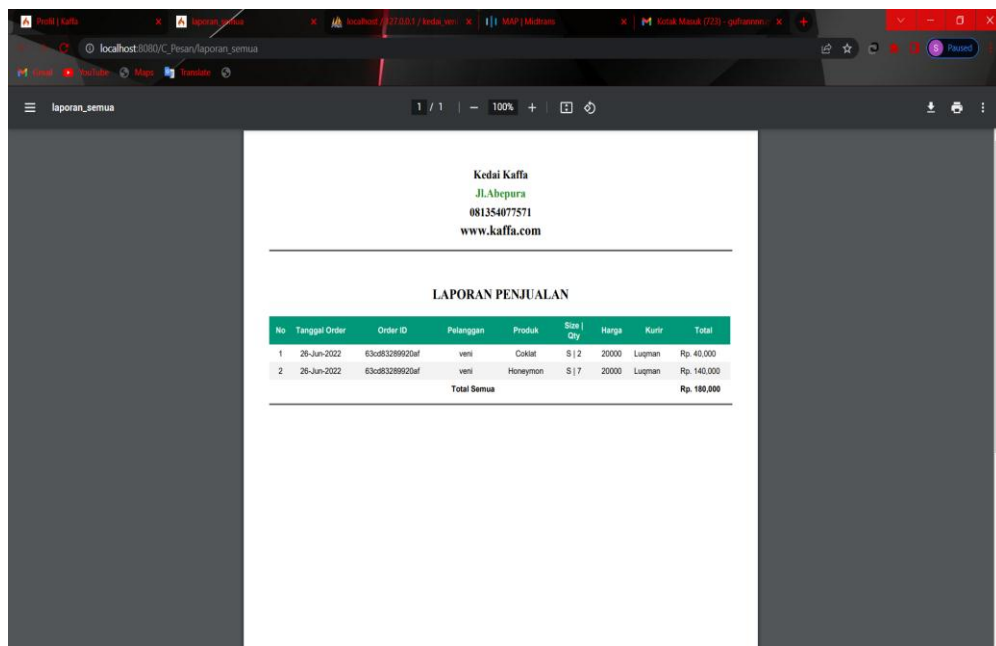 Profil | Kaffa
laporan_semua
localhost / 127.0.0.1 / kedai_veni
MAP | Midtrans
Kotak Masuk (723) -
localhost:8080/C_Pesan/laporan_semua
Paused
Gmail
YouTube
Maps
Translate
laporan_semua
1 / 1
100%
Kedai Kaffa
Jl.Abepura
081354077571
www.kaffa.com
LAPORAN PENJUALAN
No Tanggal Order Order ID Pelanggan Produk Size | Qty Harga Kurir Total
1 26-Jun-2022 63cd83289920af veni Coklat S | 2 20000 Luqman Rp. 40,000
2 26-Jun-2022 63cd83289920af veni Honeymon S | 7 20000 Luqman Rp. 140,000
Total Semua Rp. 180,000